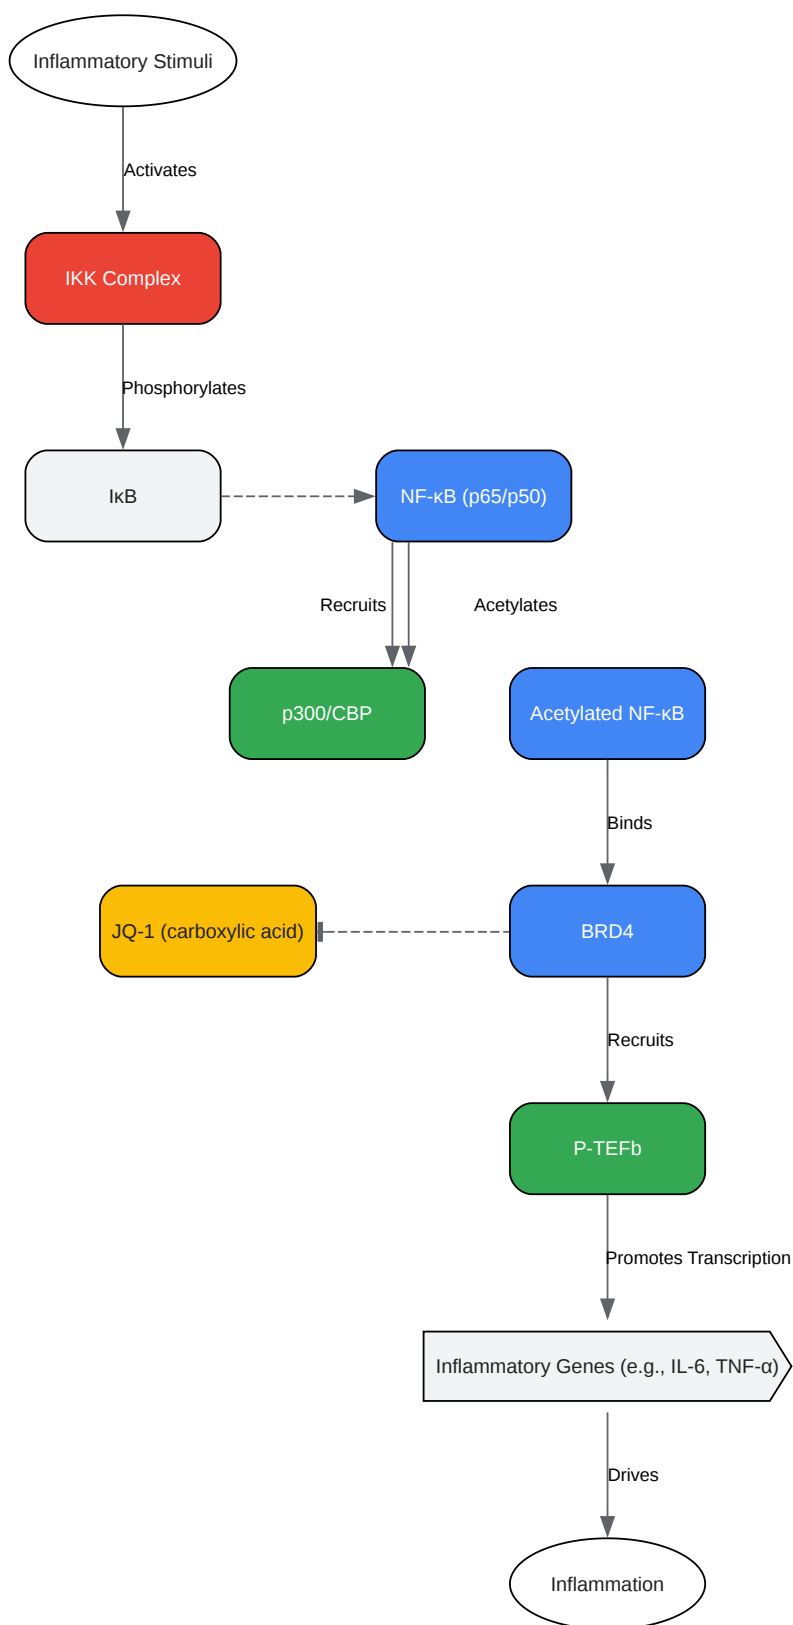 Inflammatory Stimuli
Activates
IKK Complex
Phosphorylates
IκB
NF-κB (p65/p50)
Recruits
Acetylates
p300/CBP
Acetylated NF-κB
Binds
JQ-1 (carboxylic acid)
BRD4
Recruits
P-TEFb
Promotes Transcription
Inflammatory Genes (e.g., IL-6, TNF-α)
Drives
Inflammation